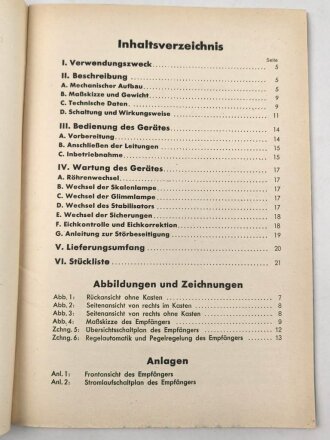 Inhaltsverzeichnis
Seite
I. Verwendungszweck 5
II. Beschreibung 5
A. Mechanischer Aufbau 5
B. Maßskizze und Gewicht 9
C. Technische Daten 9
D. Schaltung und Wirkungsweise 11
III. Bedienung des Gerätes 14
A. Vorbereitung 14
B. Anschließen der Leitungen 15
C. Inbetriebnahme 15
IV. Wartung des Gerätes 17
A. Röhrenwechsel 17
B. Wechsel der Skalenlampe 17
C. Wechsel der Glimmlampe 17
D. Wechsel des Stabilisators 17
E. Wechsel der Sicherungen 18
F. Eichkontrolle und Eichkorrektion 18
G. Anleitung zur Störbeseitigung 19
V. Lieferungsumfang 20
VI. Stückliste 21
Abbildungen und Zeichnungen
Abb. 1: Rückansicht ohne Kasten 7
Abb. 2: Seitenansicht von rechts im Kasten 8
Abb. 3: Seitenansicht von rechts ohne Kasten 8
Abb. 4: Maßskizze des Empfängers 9
Zchng. 5: Übersichtsschaltplan des Empfängers 12
Zchng. 6: Regelautomatik und Pegelregelung des Empfängers 13
Anlagen
Anl. 1: Frontansicht des Empfängers
Anl. 2: Stromlaufschaltplan des Empfängers